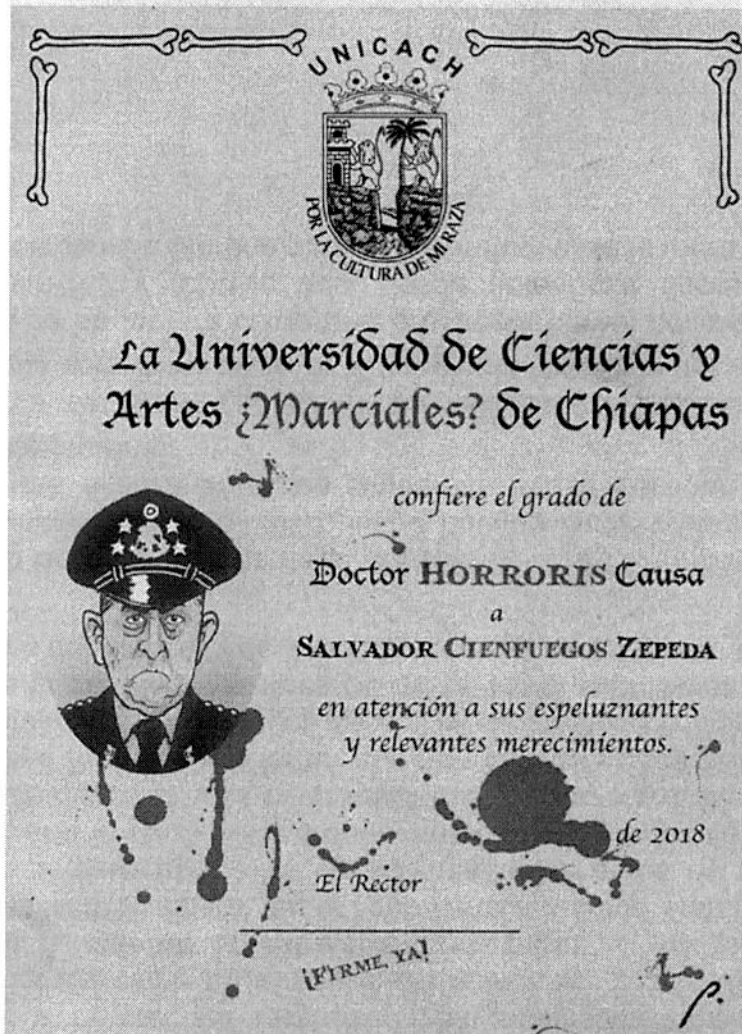 UNICACH
POR LA CULTURA DE MI RAZA
La Universidad de Ciencias y
Artes ¿Marciales? de Chiapas
confiere el grado de
Doctor HORRORIS Causa
a
SALVADOR CIENFUEGOS ZEPEDA
en atención a sus espeluznantes
y relevantes merecimientos.
de 2018
El Rector
¡FIRME, YA!